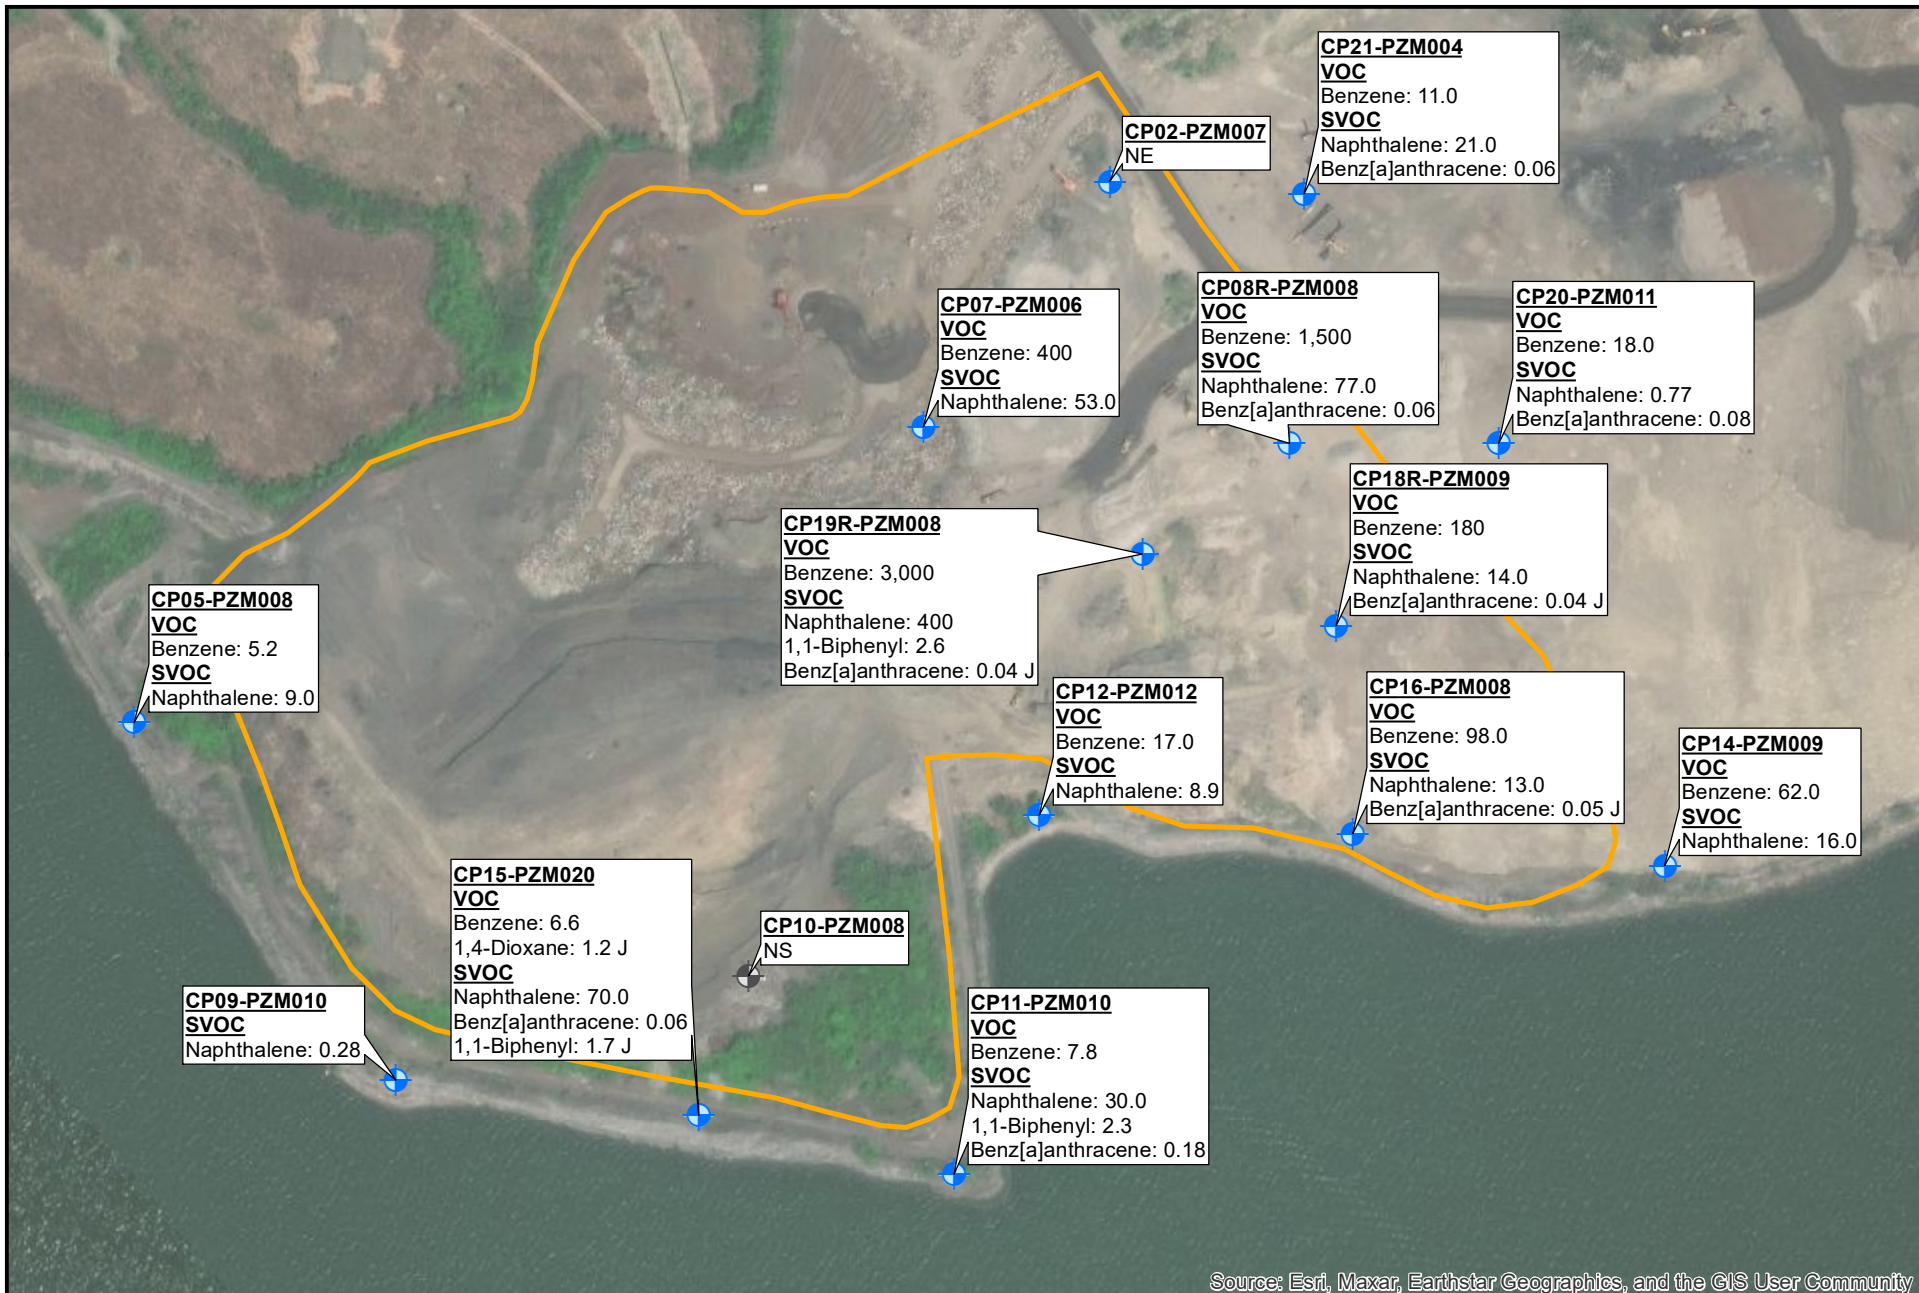 CP21-PZM004
VOC
Benzene: 11.0
SVOC
Naphthalene: 21.0
Benz[a]anthracene: 0.06
CP02-PZM007
NE
CP08R-PZM008
VOC
Benzene: 1,500
SVOC
Naphthalene: 77.0
Benz[a]anthracene: 0.06
CP20-PZM011
VOC
Benzene: 18.0
SVOC
Naphthalene: 0.77
Benz[a]anthracene: 0.08
CP07-PZM006
VOC
Benzene: 400
SVOC
Naphthalene: 53.0
CP18R-PZM009
VOC
Benzene: 180
SVOC
Naphthalene: 14.0
Benz[a]anthracene: 0.04 J
CP19R-PZM008
VOC
Benzene: 3,000
SVOC
Naphthalene: 400
1,1-Biphenyl: 2.6
Benz[a]anthracene: 0.04 J
CP05-PZM008
VOC
Benzene: 5.2
SVOC
Naphthalene: 9.0
CP12-PZM012
VOC
Benzene: 17.0
SVOC
Naphthalene: 8.9
CP16-PZM008
VOC
Benzene: 98.0
SVOC
Naphthalene: 13.0
Benz[a]anthracene: 0.05 J
CP14-PZM009
VOC
Benzene: 62.0
SVOC
Naphthalene: 16.0
CP15-PZM020
VOC
Benzene: 6.6
1,4-Dioxane: 1.2 J
SVOC
Naphthalene: 70.0
Benz[a]anthracene: 0.06
1,1-Biphenyl: 1.7 J
CP10-PZM008
NS
CP09-PZM010
SVOC
Naphthalene: 0.28
CP11-PZM010
VOC
Benzene: 7.8
SVOC
Naphthalene: 30.0
1,1-Biphenyl: 2.3
Benz[a]anthracene: 0.18
Source: Esri, Maxar, Earthstar Geographics, and the GIS User Community